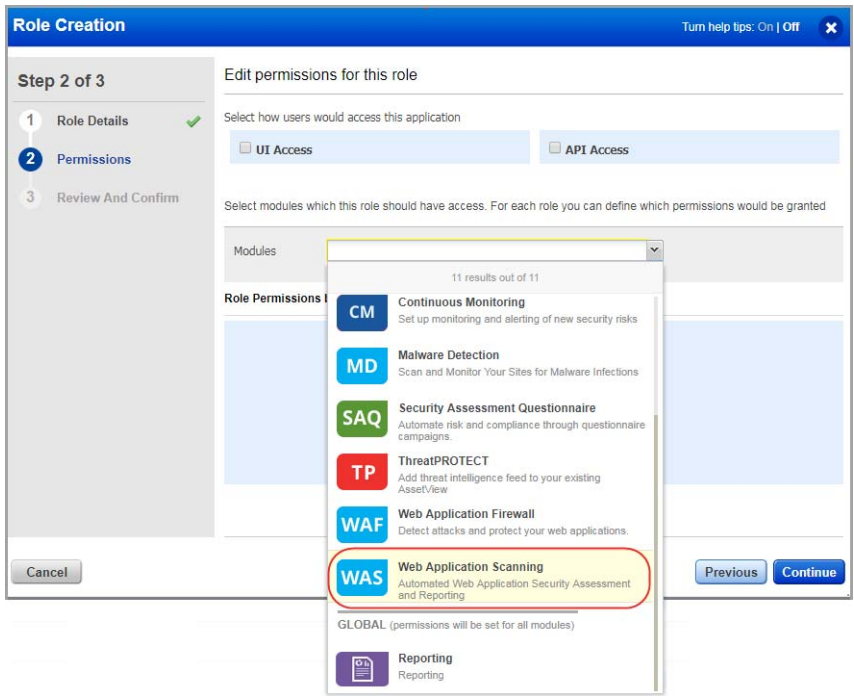 Role Creation
Turn help tips: On | Off
Step 2 of 3
1 Role Details
2 Permissions
3 Review And Confirm
Edit permissions for this role
Select how users would access this application
UI Access
API Access
Select modules which this role should have access. For each role you can define which permissions would be granted
Modules
11 results out of 11
Role Permissions
CM
Continuous Monitoring
Set up monitoring and alerting of new security risks
MD
Malware Detection
Scan and Monitor Your Sites for Malware Infections
SAQ
Security Assessment Questionnaire
Automate risk and compliance through questionnaire
campaigns.
TP
ThreatPROTECT
Add threat intelligence feed to your existing
AssetView
WAF
Web Application Firewall
Detect attacks and protect your web applications.
WAS
Web Application Scanning
Automated Web Application Security Assessment
and Reporting
GLOBAL (permissions will be set for all modules)
Reporting
Reporting
Cancel
Previous
Continue